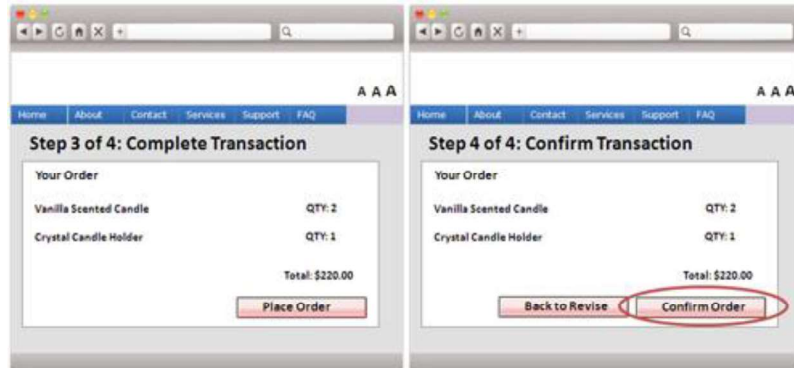 A A A
Home About Contact Services Support FAQ
Step 3 of 4: Complete Transaction
Your Order
Vanilla Scented Candle QTY: 2
Crystal Candle Holder QTY: 1
Total: $220.00
Place Order
A A A
Home About Contact Services Support FAQ
Step 4 of 4: Confirm Transaction
Your Order
Vanilla Scented Candle QTY: 2
Crystal Candle Holder QTY: 1
Total: $220.00
Back to Revise Confirm Order